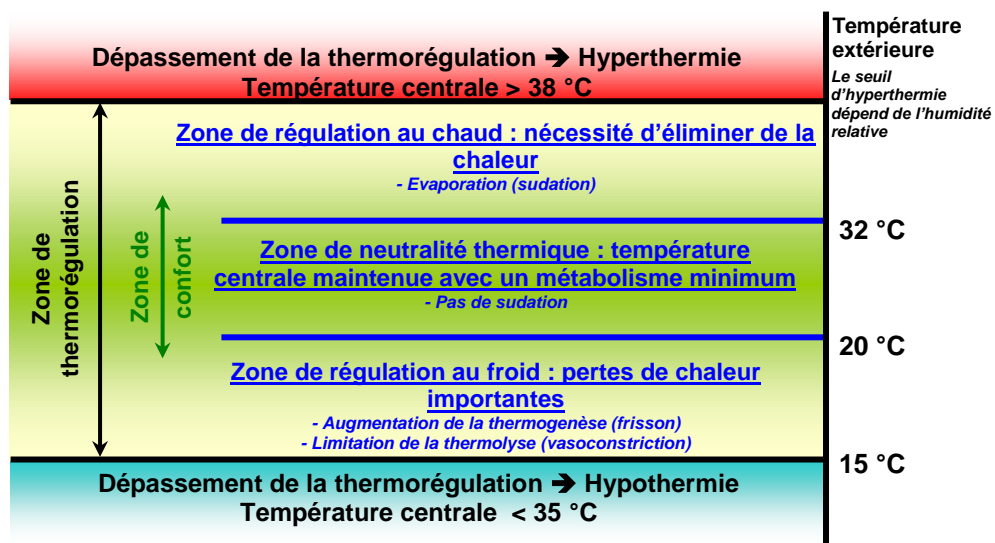 Température
extérieure
Le seuil
d'hyperthermie
dépend de l'humidité
relative
Dépassement de la thermorégulation ➔ Hyperthermie
Température centrale > 38 °C
Zone de régulation au chaud : nécessité d'éliminer de la
chaleur
- Evaporation (sudation)
32 °C
Zone de
thermorégulation
Zone de
confort
Zone de neutralité thermique : température
centrale maintenue avec un métabolisme minimum
- Pas de sudation
20 °C
Zone de régulation au froid : pertes de chaleur
importantes
- Augmentation de la thermogenèse (frisson)
- Limitation de la thermolyse (vasoconstriction)
15 °C
Dépassement de la thermorégulation ➔ Hypothermie
Température centrale < 35 °C